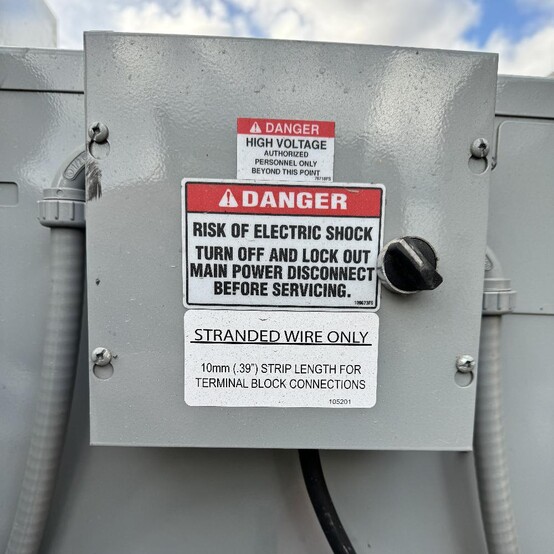 DANGER
HIGH VOLTAGE
AUTHORIZED
PERSONNEL ONLY
BEYOND THIS POINT
DANGER
RISK OF ELECTRIC SHOCK
TURN OFF AND LOCK OUT
MAIN POWER DISCONNECT
BEFORE SERVICING.
STRANDED WIRE ONLY
10mm (.39") STRIP LENGTH FOR
TERMINAL BLOCK CONNECTIONS
105201